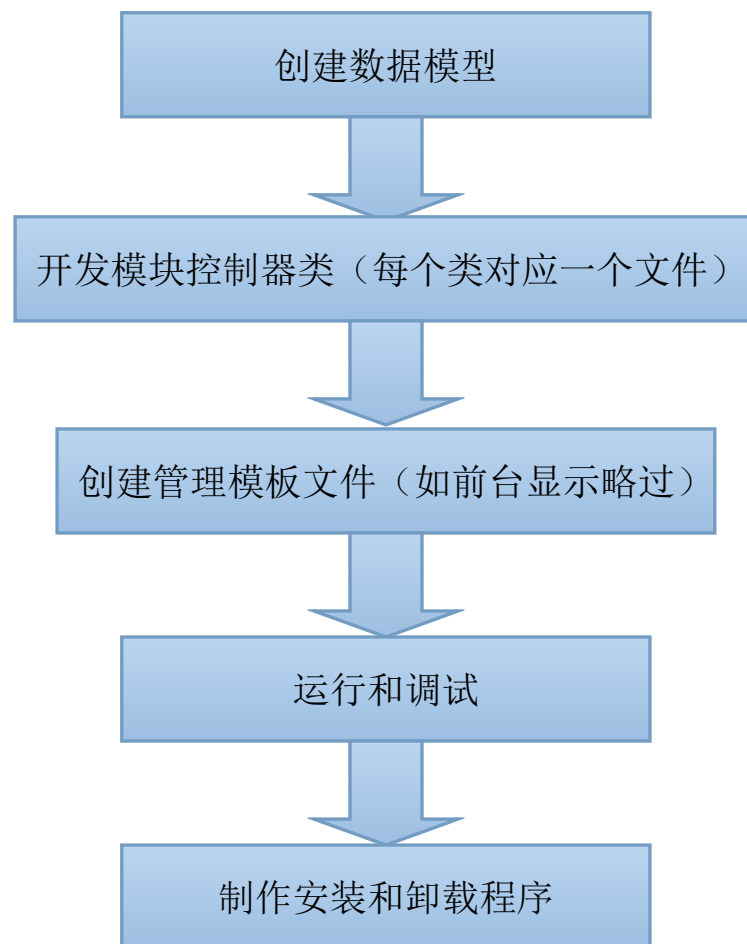 创建数据模型
开发模块控制器类（每个类对应一个文件）
创建管理模板文件（如前台显示略过）
运行和调试
制作安装和卸载程序